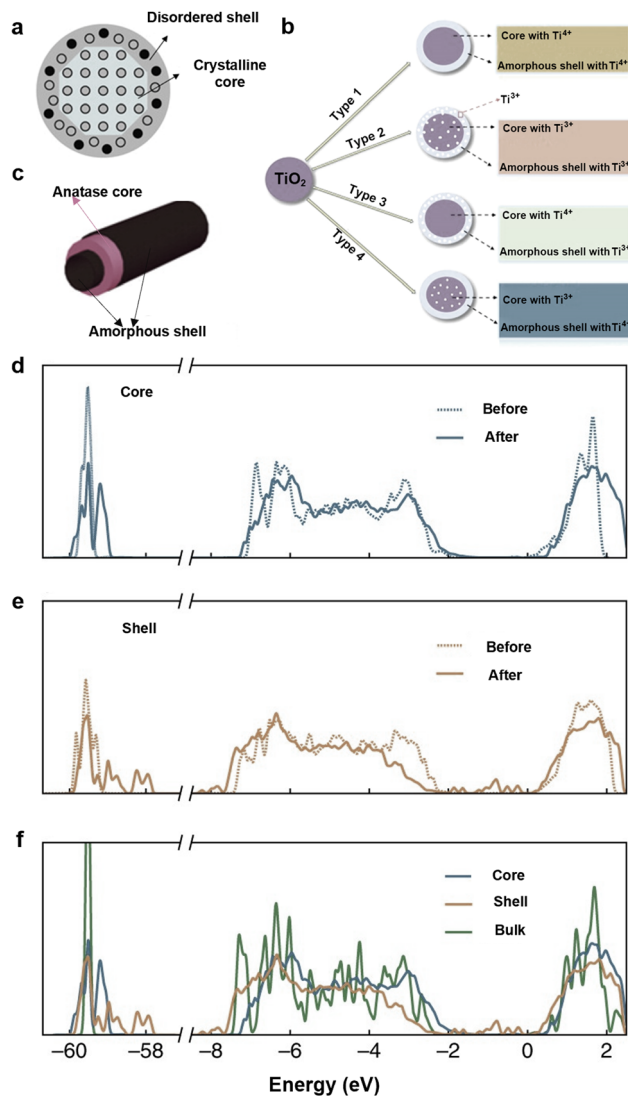 a
Disordered shell
Crystalline
core
b
TiO2
Type 1
Type 2
Type 3
Type 4
Core with Ti4+
Amorphous shell with Ti4+
Ti3+
Core with Ti3+
Amorphous shell with Ti3+
Core with Ti4+
Amorphous shell with Ti3+
Core with Ti3+
Amorphous shell with Ti4+
c
Anatase core
Amorphous shell
d
Core
Before
After
e
Shell
Before
After
f
Core
Shell
Bulk
−60 −58 −8 −6 −4 −2 0 2
Energy (eV)